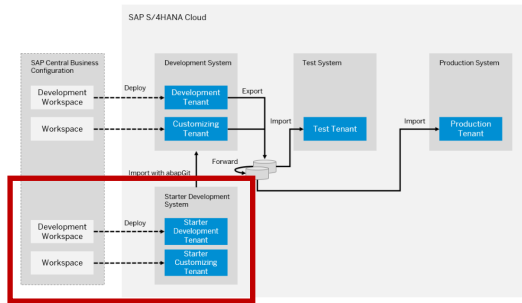 SAP S/4HANA Cloud
SAP Central Business
Configuration
Development System
Test System
Production System
Development
Workspace
Deploy
Development
Tenant
Export
Workspace
Customizing
Tenant
Import
Test Tenant
Import
Production
Tenant
Forward
Import with abapGit
Starter Development
System
Development
Workspace
Deploy
Starter
Development
Tenant
Workspace
Starter
Customizing
Tenant